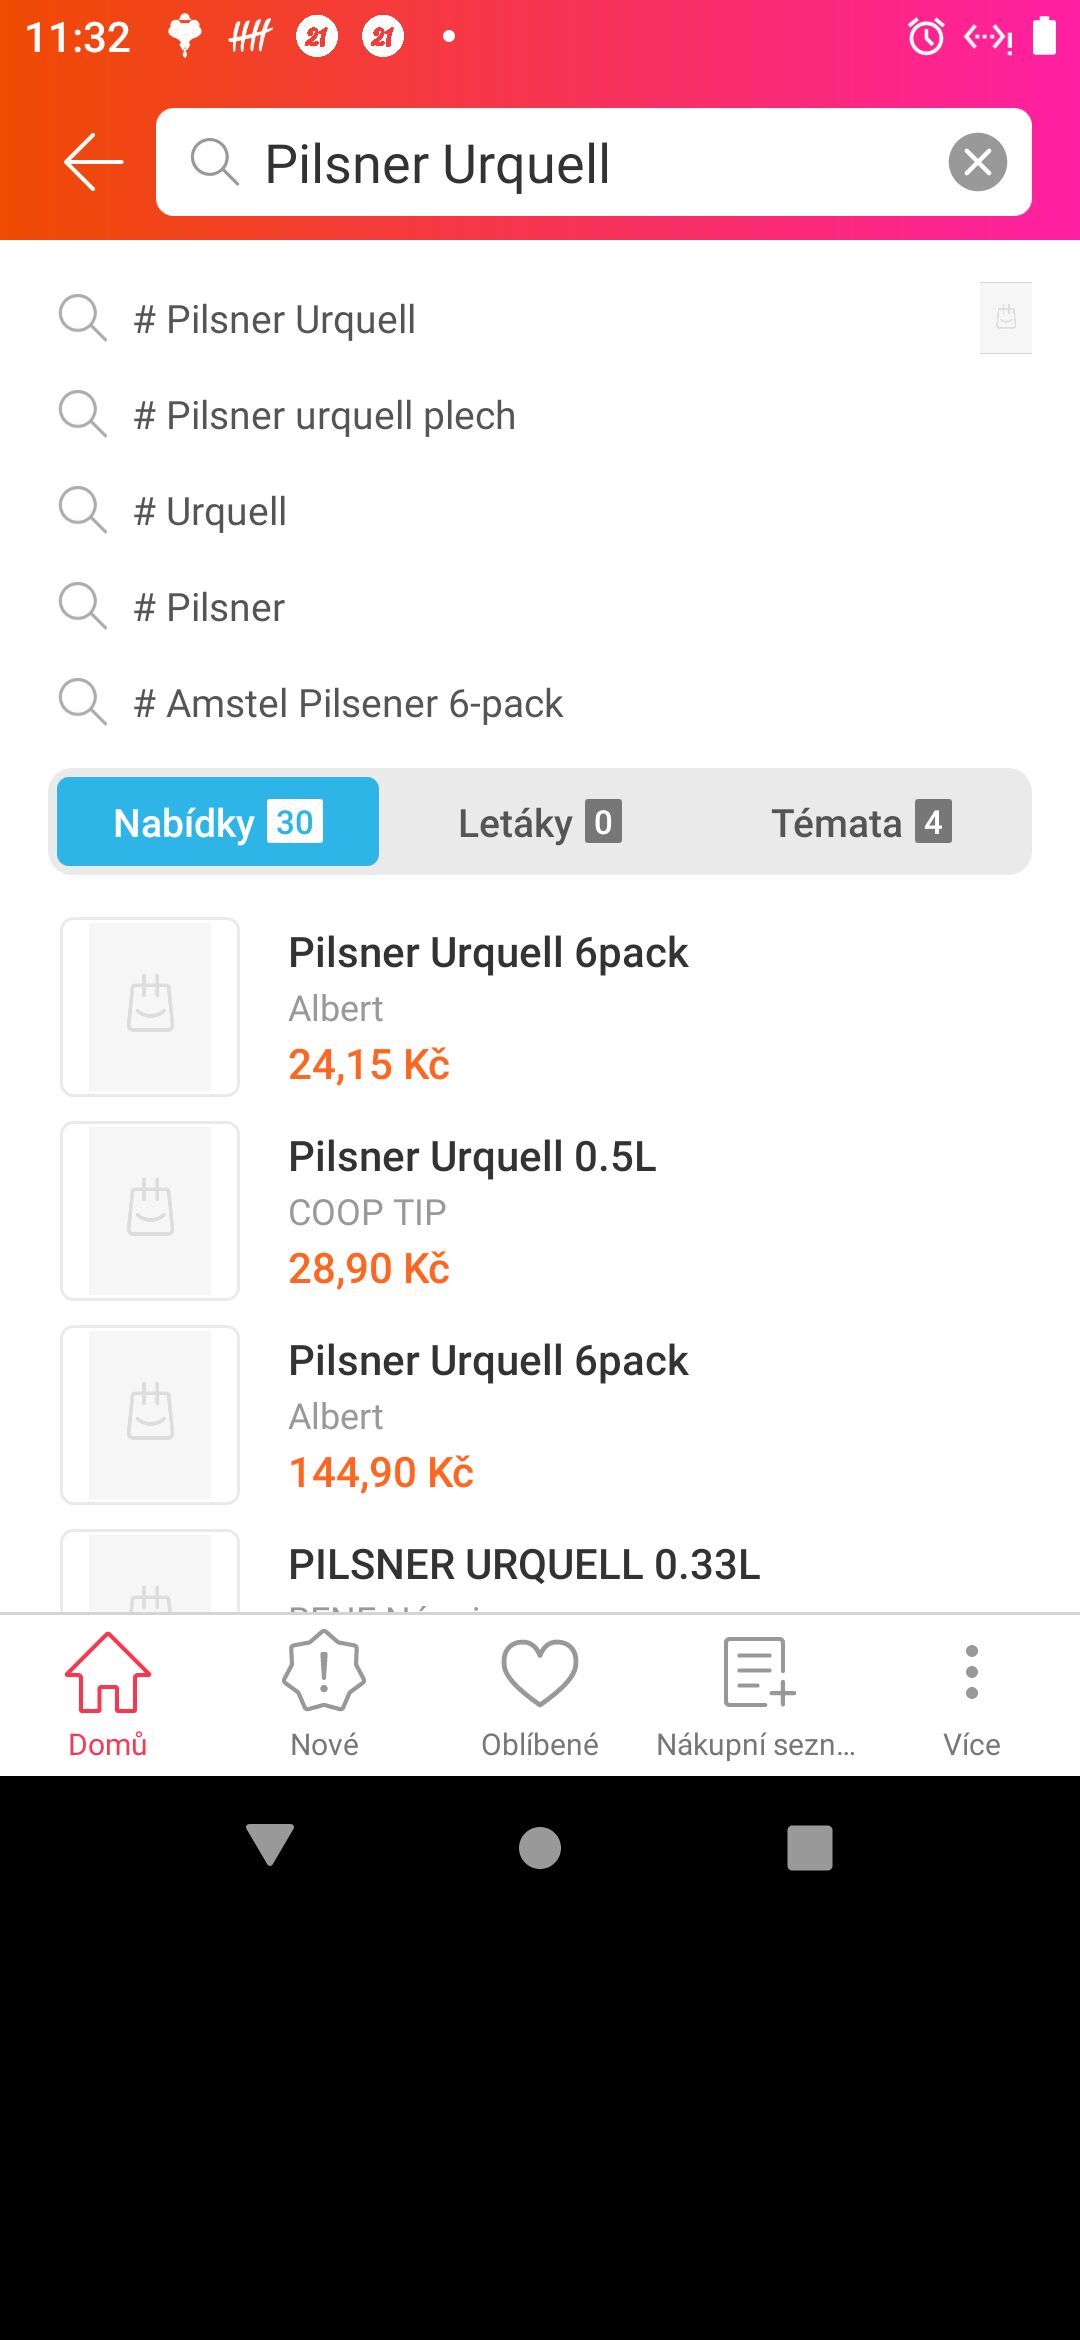 11:32
Pilsner Urquell
# Pilsner Urquell
# Pilsner urquell plech
# Urquell
# Pilsner
# Amstel Pilsener 6-pack
Nabídky 30 Letáky 0 Témata 4
Pilsner Urquell 6pack
Albert
24,15 Kč
Pilsner Urquell 0.5L
COOP TIP
28,90 Kč
Pilsner Urquell 6pack
Albert
144,90 Kč
PILSNER URQUELL 0.33L
Domů Nové Oblíbené Nákupní sezn... Více